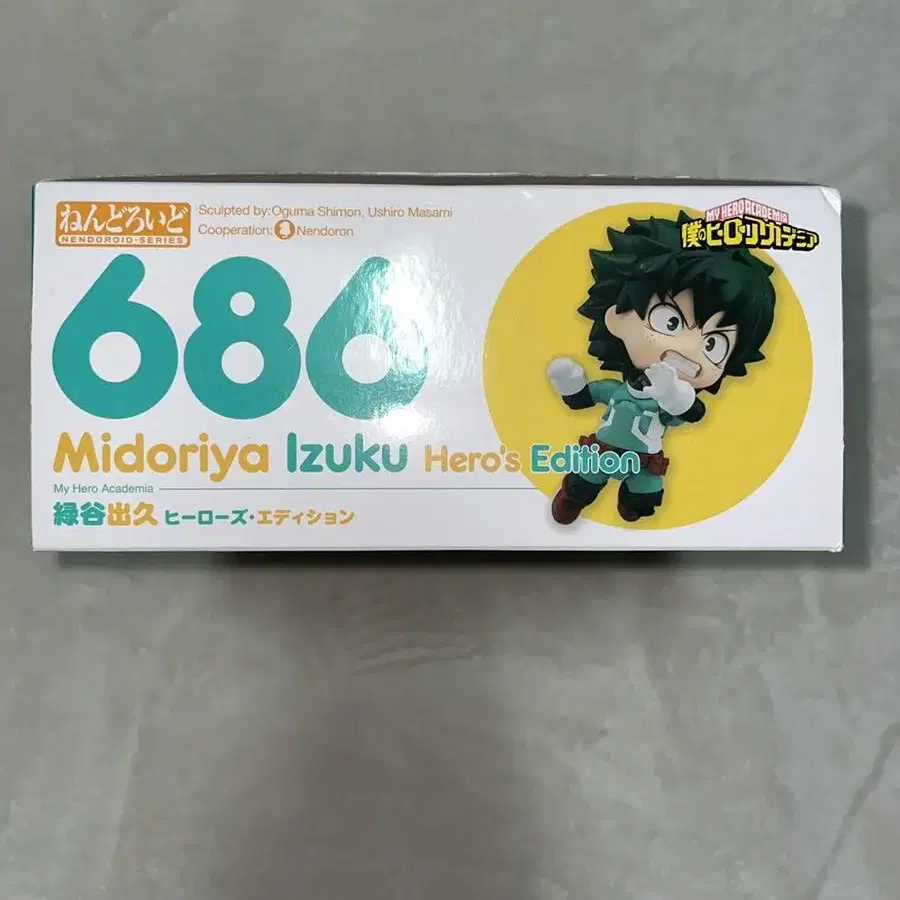 ねんどろいど
NENDOROID·SERIES
Sculpted by:Oguma Shimon, Ushiro Masami
Cooperation: Nendoron
MY HERO ACADEMIA
僕のヒーローアカデミア
686
Midoriya Izuku Hero's Edition
My Hero Academia
緑谷出久 ヒーローズ・エディション